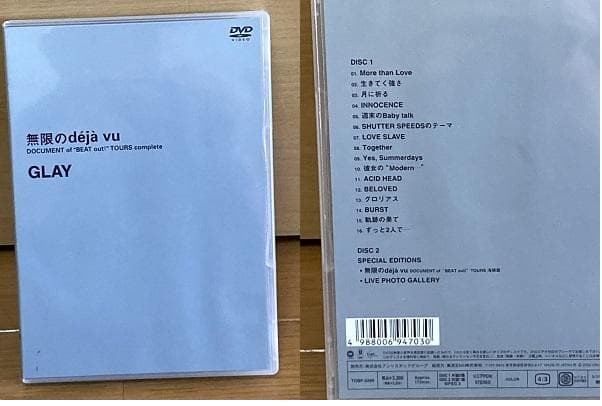 DVD
VIDEO
無限のdéjà vu
DOCUMENT of "BEAT out!" TOURS complete
GLAY
DISC 1
01. More than Love
02. 生きてく強さ
03. 月に祈る
04. INNOCENCE
05. 週末のBaby talk
06. SHUTTER SPEEDSのテーマ
07. LOVE SLAVE
08. Together
09. Yes, Summerdays
10. 彼女の "Modern…"
11. ACID HEAD
12. BELOVED
13. グロリアス
14. BURST
15. 軌跡の果て
16. ずっと2人で…
DISC 2
SPECIAL EDITIONS
• 無限のdéjà vu DOCUMENT of "BEAT out!" TOURS 海賊盤
• LIVE PHOTO GALLERY
4 988006 947030
COLOR
4:3